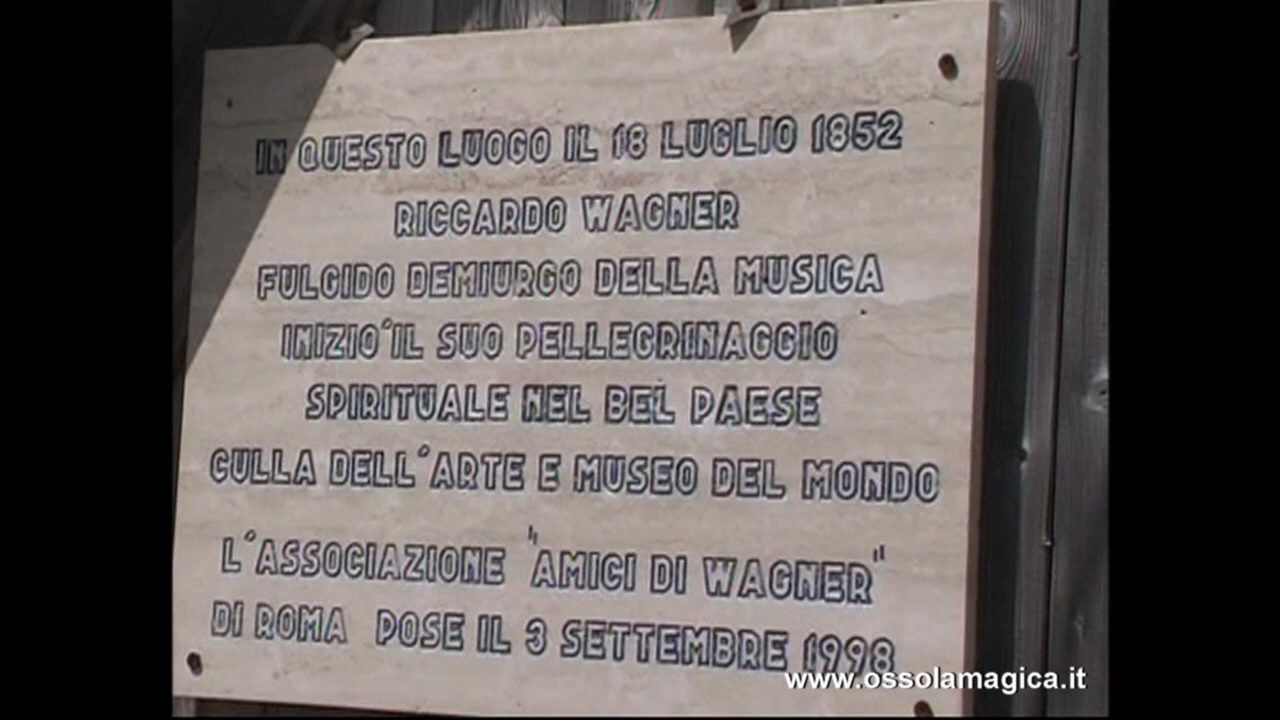 IN QUESTO LUOGO IL 18 LUGLIO 1852
RICCARDO WAGNER
FULGIDO DEMIURGO DELLA MUSICA
INIZIO' IL SUO PELLEGRINAGGIO
SPIRITUALE NEL BEL PAESE
CULLA DELL'ARTE E MUSEO DEL MONDO
L'ASSOCIAZIONE "AMICI DI WAGNER"
DI ROMA POSE IL 3 SETTEMBRE 1998
www.ossolamagica.it